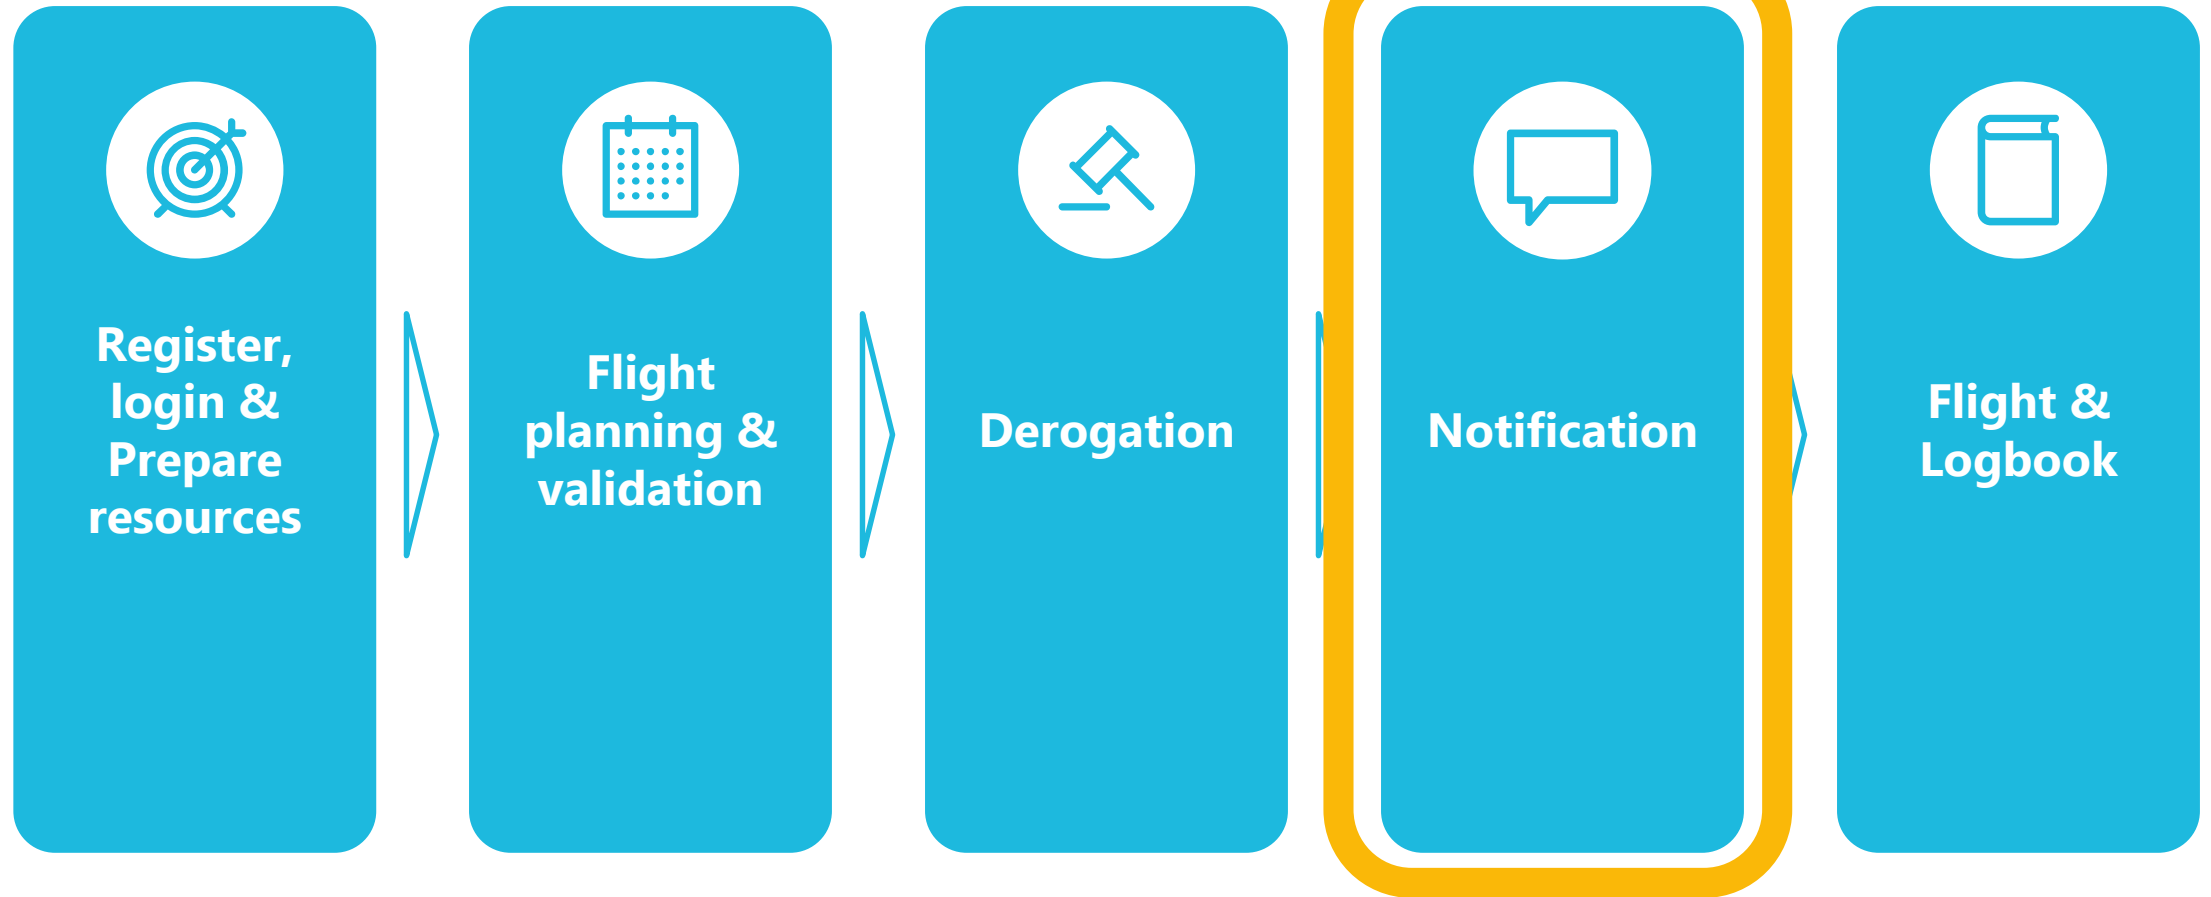 Register,
login &
Prepare
resources
Flight
planning &
validation
Derogation
Notification
Flight &
Logbook